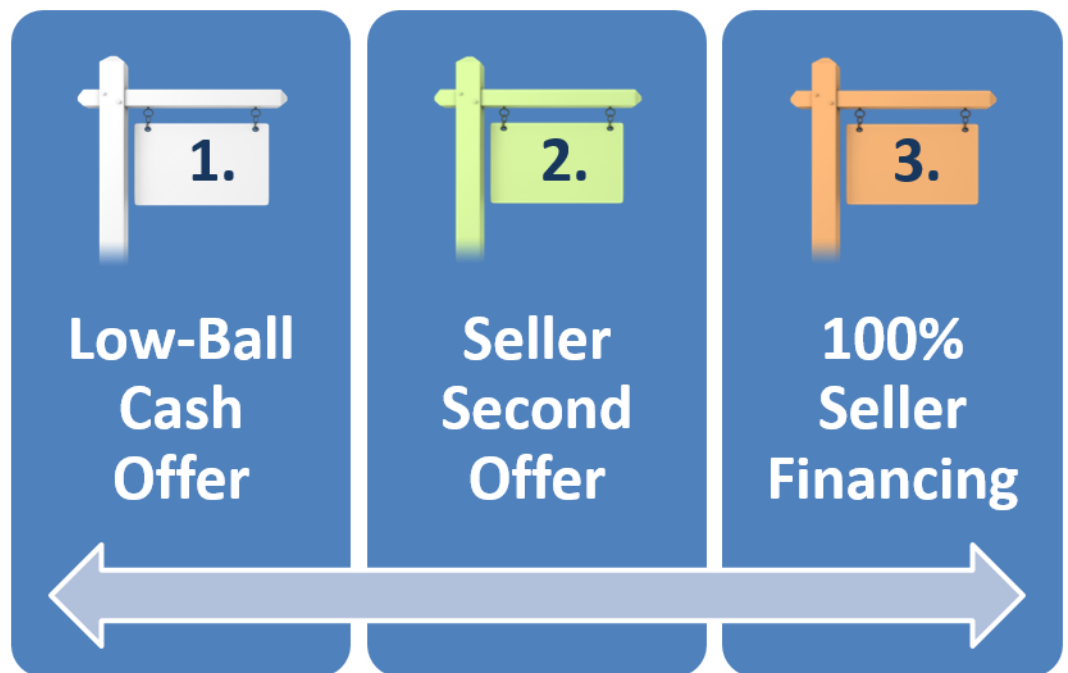 1.
Low-Ball
Cash
Offer
2.
Seller
Second
Offer
3.
100%
Seller
Financing